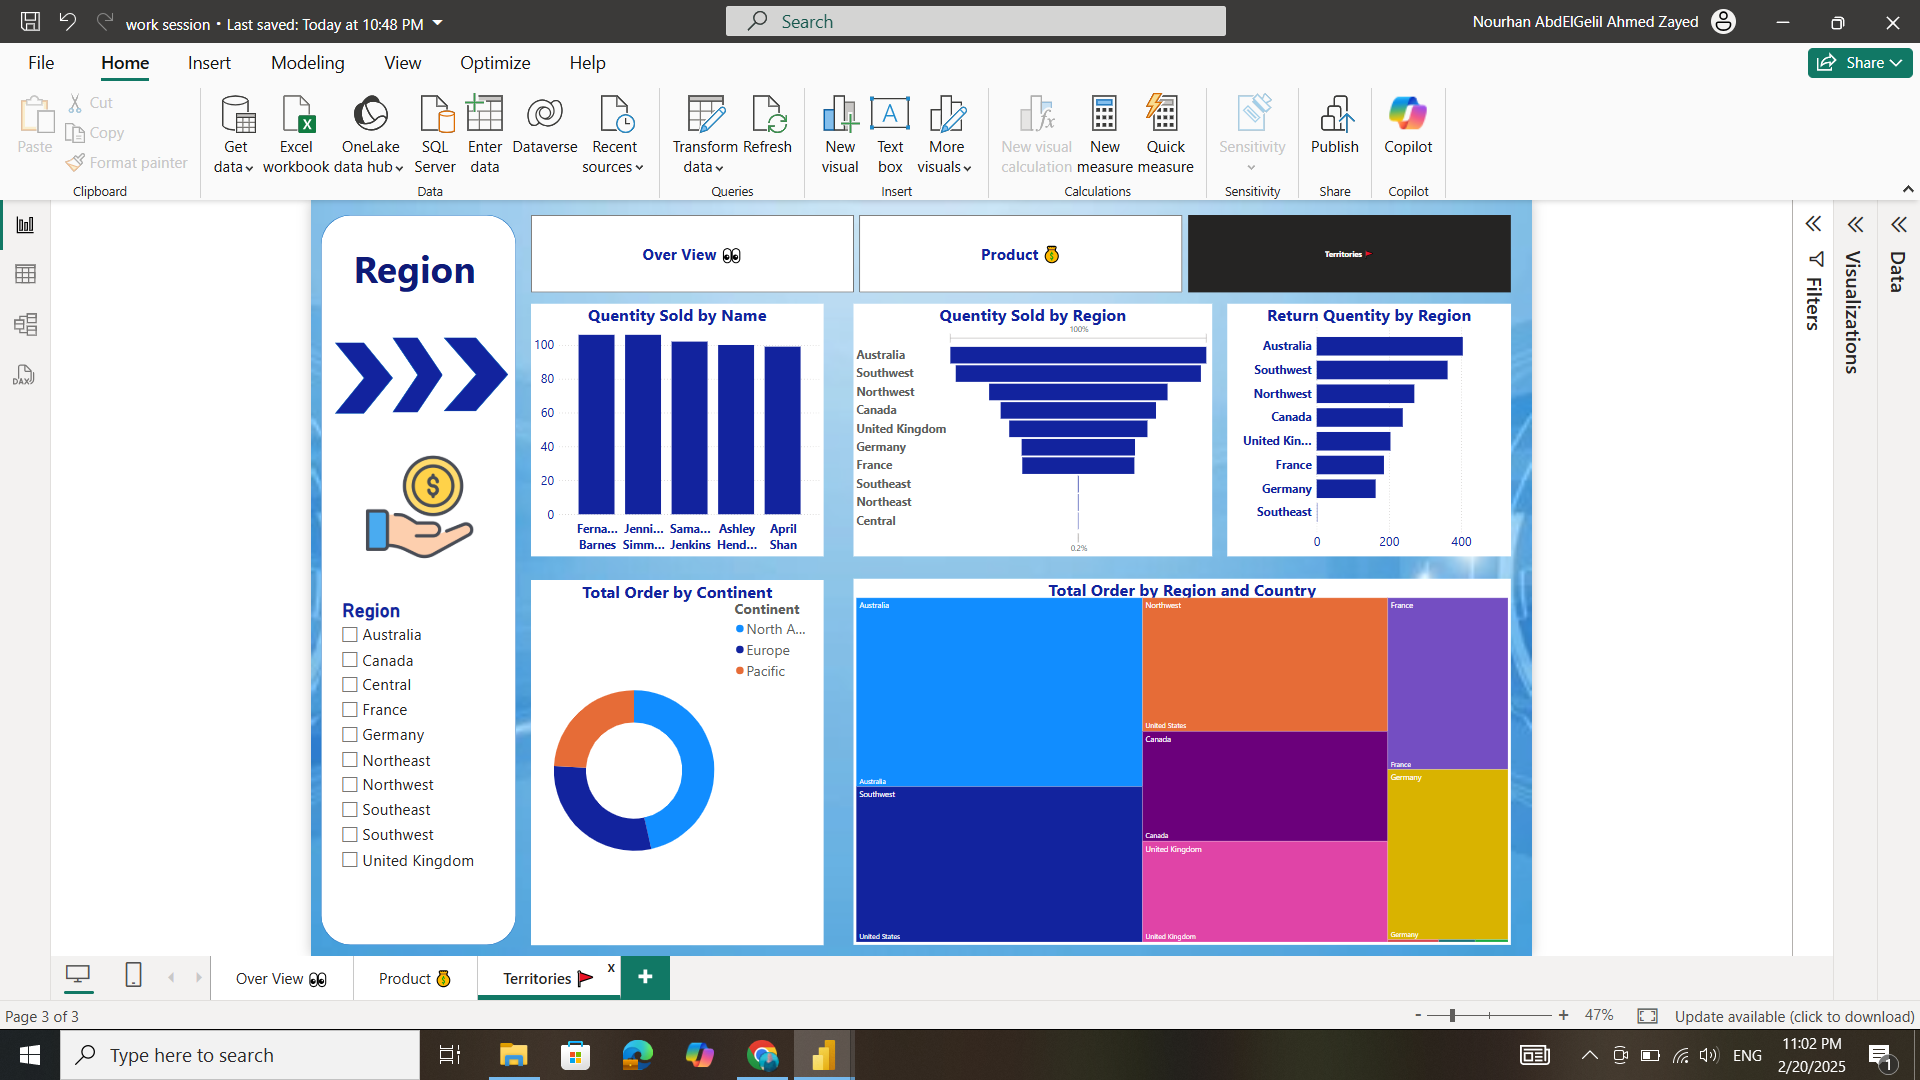 work session • Last saved: Today at 10:48 PM
Search
Nourhan AbdElGelil Ahmed Zayed
File
Home
Insert
Modeling
View
Optimize
Help
Share
Paste
Cut
Copy
Format painter
Clipboard
Get data
Excel workbook
OneLake data hub
SQL Server
Enter data
Dataverse
Recent sources
Data
Transform data
Refresh
Queries
New visual
Text box
More visuals
Insert
New visual calculation
New measure
Quick measure
Calculations
Sensitivity
Sensitivity
Publish
Share
Copilot
Copilot
Region
Over View 👀
Product 💰
Territories 🚩
Quentity Sold by Name
100
80
60
40
20
0
Ferna... Barnes
Jenni... Simm...
Sama... Jenkins
Ashley Hend...
April Shan
Quentity Sold by Region
100%
Australia
Southwest
Northwest
Canada
United Kingdom
Germany
France
Southeast
Northeast
Central
0.2%
Return Quentity by Region
Australia
Southwest
Northwest
Canada
United Kin...
France
Germany
Southeast
0
200
400
Region
Australia
Canada
Central
France
Germany
Northeast
Northwest
Southeast
Southwest
United Kingdom
Total Order by Continent
Continent
North A...
Europe
Pacific
Total Order by Region and Country
Australia
Australia
Southwest
United States
Northwest
United States
Canada
Canada
United Kingdom
United Kingdom
France
France
Germany
Germany
Filters
Visualizations
Data
Over View 👀
Product 💰
Territories 🚩
x
Page 3 of 3
47%
Update available (click to download)
Type here to search
ENG
11:02 PM
2/20/2025
1